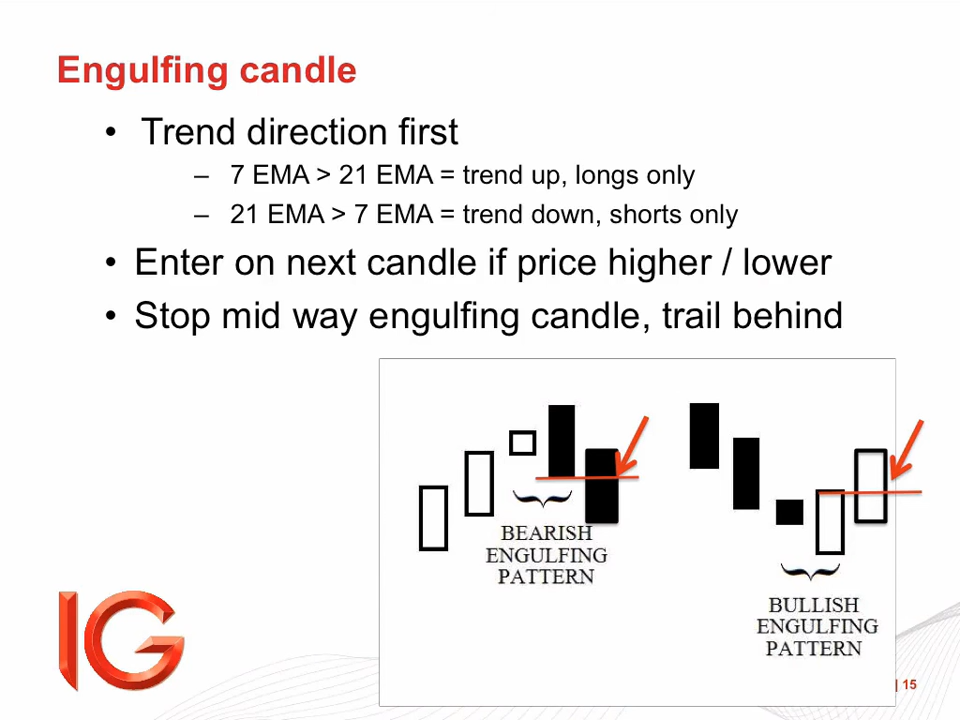 Engulfing candle
• Trend direction first
– 7 EMA > 21 EMA = trend up, longs only
– 21 EMA > 7 EMA = trend down, shorts only
• Enter on next candle if price higher / lower
• Stop mid way engulfing candle, trail behind
BEARISH
ENGULFING
PATTERN
BULLISH
ENGULFING
PATTERN
IG
| 15